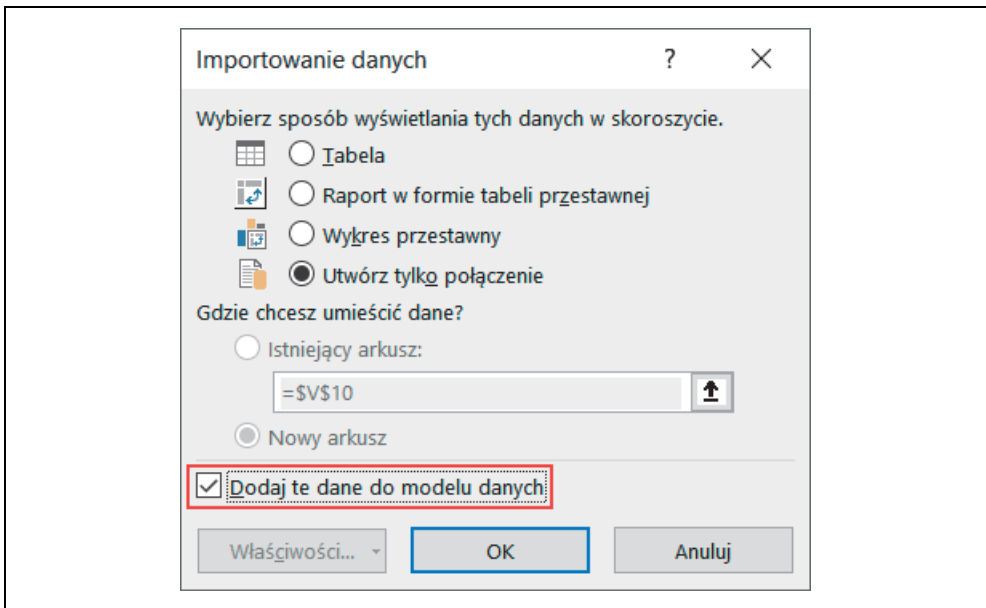 Importowanie danych ?
Wybierz sposób wyświetlania tych danych w skoroszycie.
Tabela
Raport w formie tabeli przestawnej
Wykres przestawny
Utwórz tylko połączenie
Gdzie chcesz umieścić dane?
Istniejący arkusz:
=$V$10
Nowy arkusz
Dodaj te dane do modelu danych
Właściwości... OK Anuluj